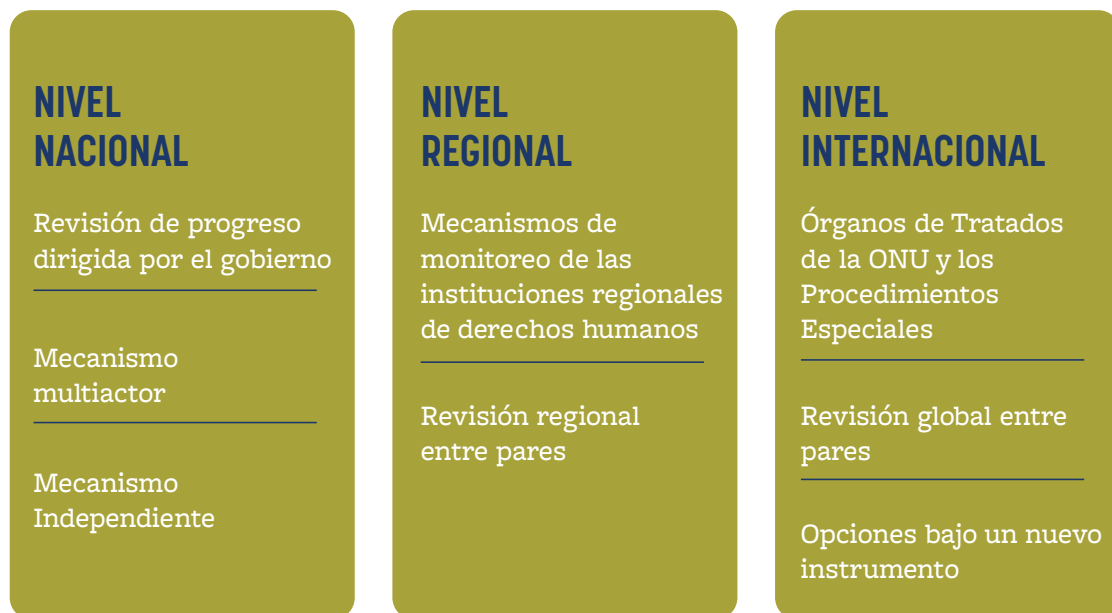 NIVEL
NACIONAL
Revisión de progreso
dirigida por el gobierno
Mecanismo
multiactor
Mecanismo
Independiente
NIVEL
REGIONAL
Mecanismos de
monitoreo de las
instituciones regionales
de derechos humanos
Revisión regional
entre pares
NIVEL
INTERNACIONAL
Órganos de Tratados
de la ONU y los
Procedimientos
Especiales
Revisión global entre
pares
Opciones bajo un nuevo
instrumento